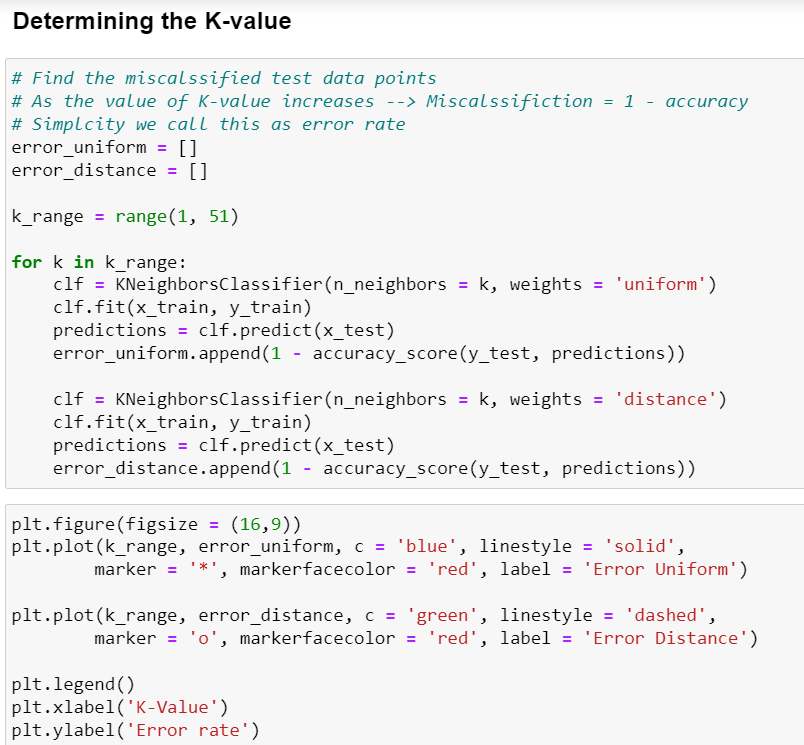 Determining the K-value
# Find the miscalssified test data points
# As the value of K-value increases --> Miscalssifiction = 1 - accuracy
# Simplcity we call this as error rate
error_uniform = []
error_distance = []
k_range = range(1, 51)
for k in k_range:
    clf = KNeighborsClassifier(n_neighbors = k, weights = 'uniform')
    clf.fit(x_train, y_train)
    predictions = clf.predict(x_test)
    error_uniform.append(1 - accuracy_score(y_test, predictions))
    clf = KNeighborsClassifier(n_neighbors = k, weights = 'distance')
    clf.fit(x_train, y_train)
    predictions = clf.predict(x_test)
    error_distance.append(1 - accuracy_score(y_test, predictions))
plt.figure(figsize = (16,9))
plt.plot(k_range, error_uniform, c = 'blue', linestyle = 'solid',
        marker = '*', markerfacecolor = 'red', label = 'Error Uniform')
plt.plot(k_range, error_distance, c = 'green', linestyle = 'dashed',
        marker = 'o', markerfacecolor = 'red', label = 'Error Distance')
plt.legend()
plt.xlabel('K-Value')
plt.ylabel('Error rate')